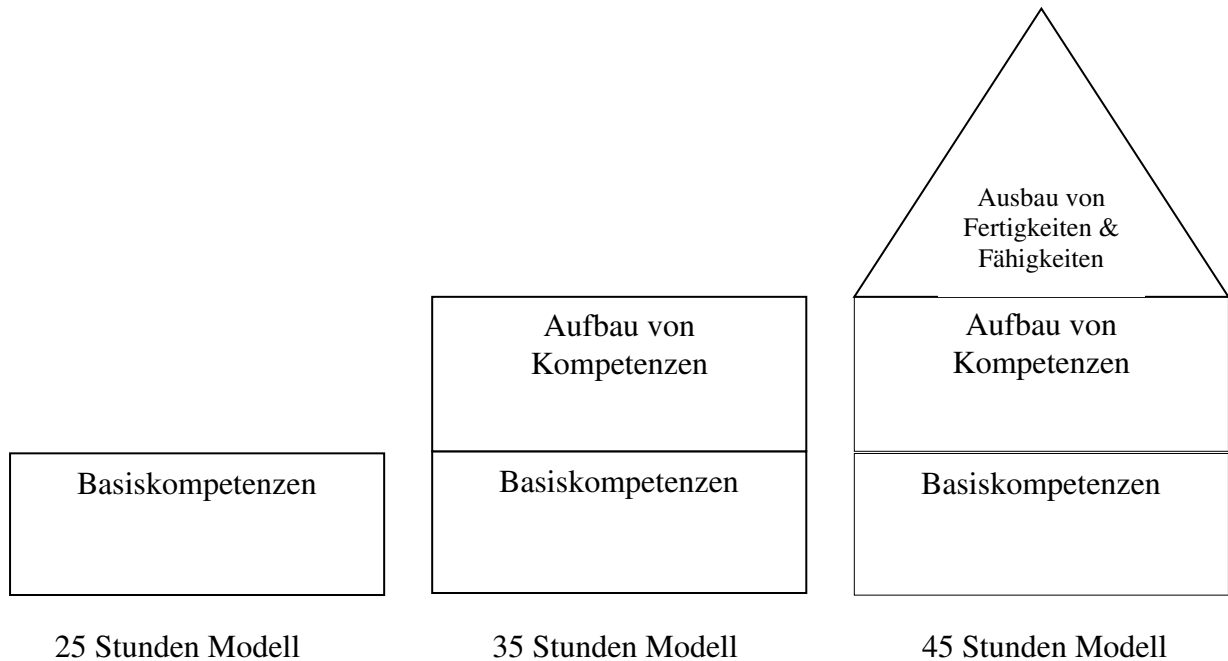 Ausbau von
Fertigkeiten &
Fähigkeiten
Aufbau von
Kompetenzen
Aufbau von
Kompetenzen
Basiskompetenzen
Basiskompetenzen
Basiskompetenzen
25 Stunden Modell
35 Stunden Modell
45 Stunden Modell